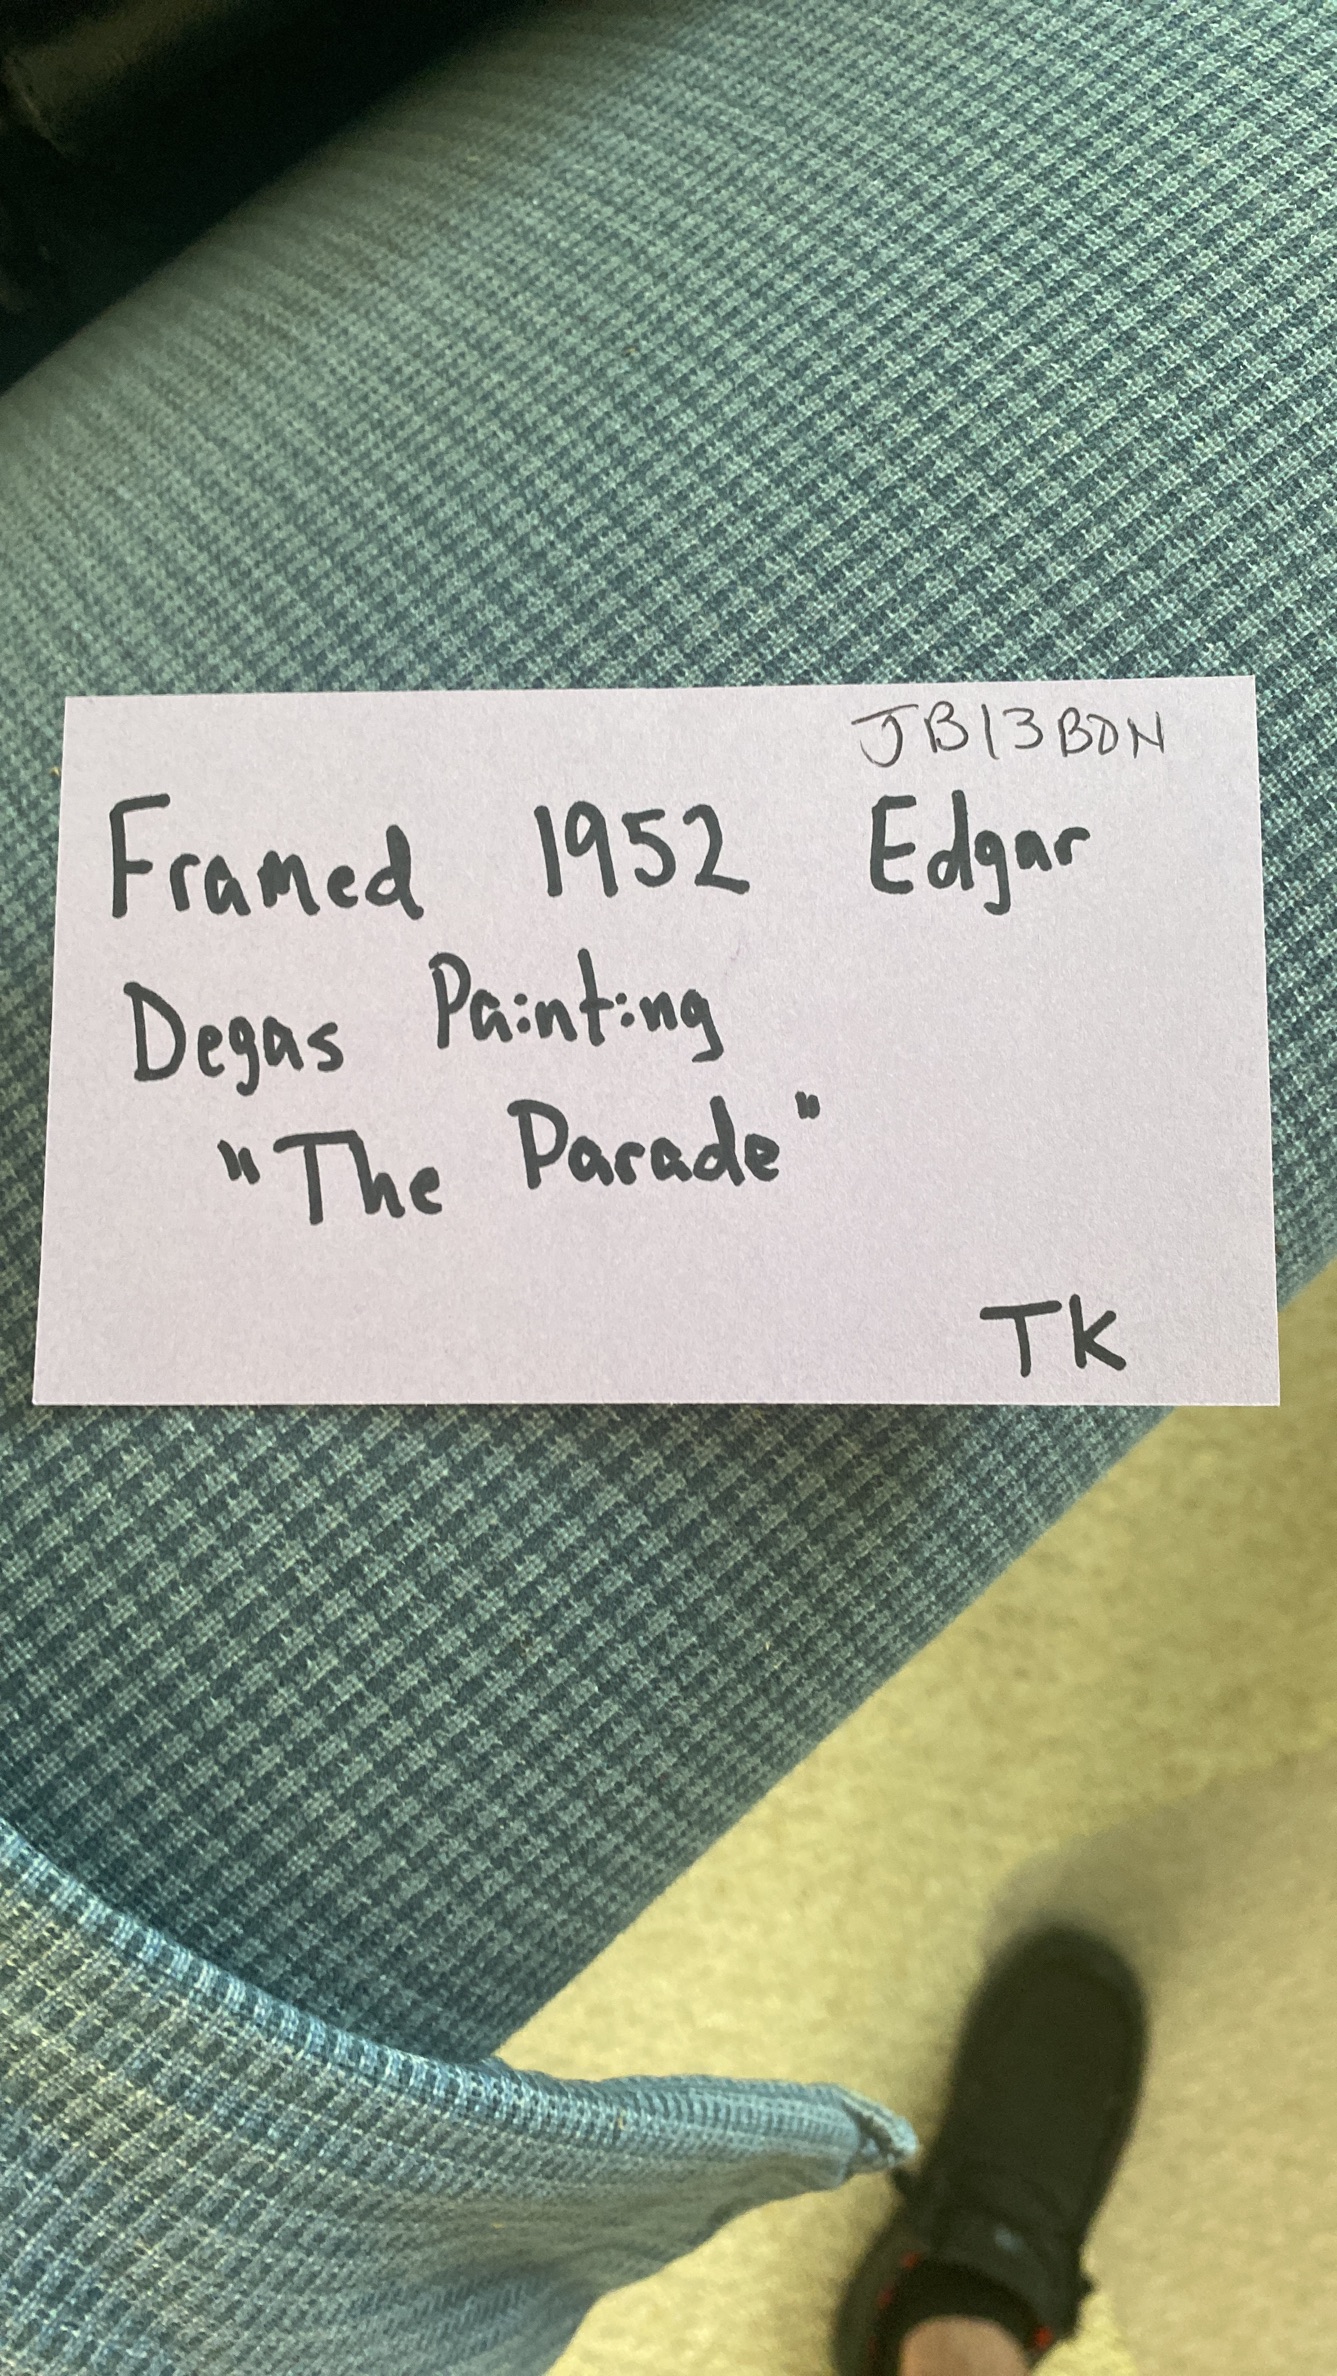 JB13BDN
Framed 1952 Edgar
Degas Painting
"The Parade"
TK